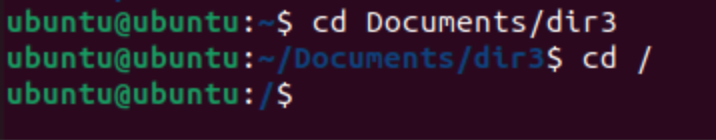 ubuntu@ubuntu:~$ cd Documents/dir3
ubuntu@ubuntu:~/Documents/dir3$ cd /
ubuntu@ubuntu:/$